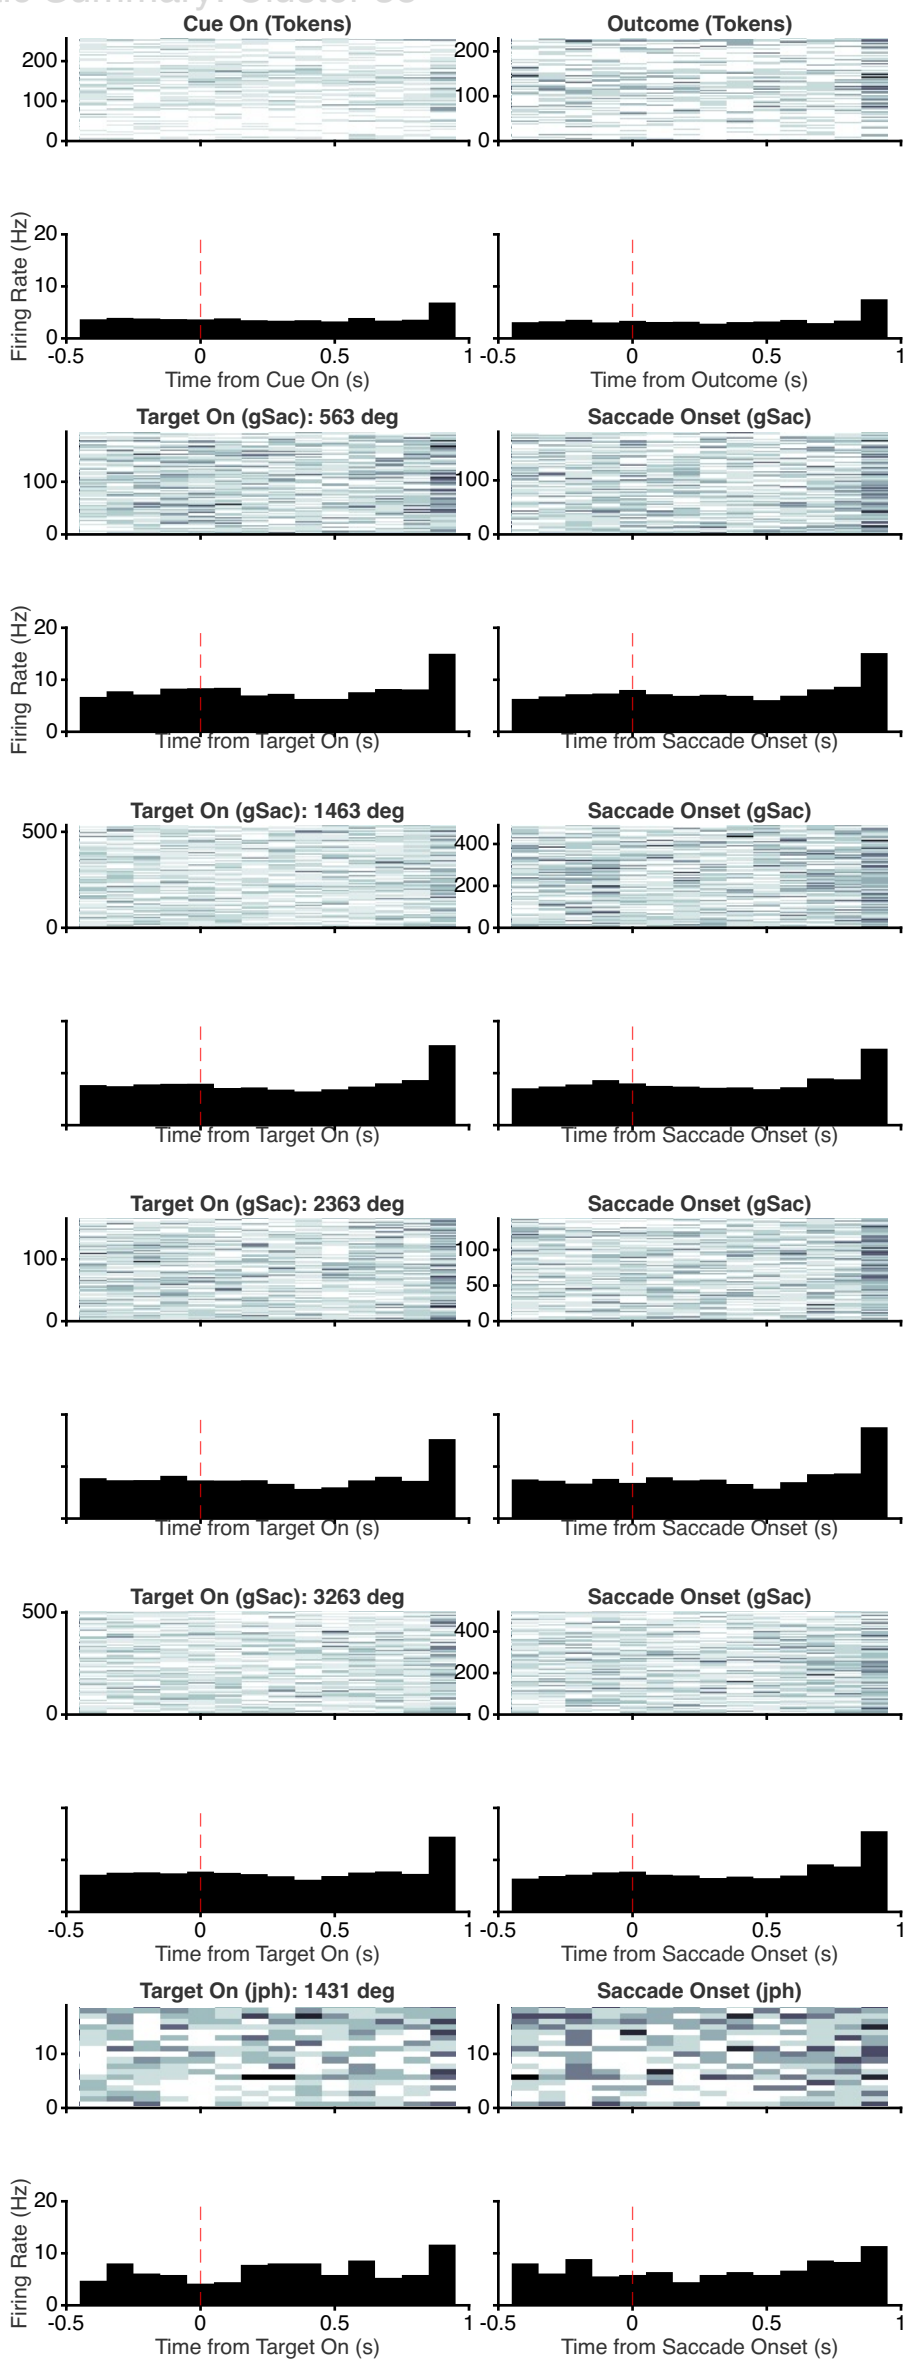 Summary: Cluster
Cue On (Tokens) Outcome (Tokens)
200 200
100 100
0 0
Firing Rate (Hz)
20
10
0
-0.5 0 0.5 1 -0.5 0 0.5 1
Time from Cue On (s) Time from Outcome (s)
Target On (gSac): 563 deg Saccade Onset (gSac)
100 100
0 0
Firing Rate (Hz)
20
10
0
Time from Target On (s) Time from Saccade Onset (s)
Target On (gSac): 1463 deg Saccade Onset (gSac)
500 400
200
0 0
Time from Target On (s) Time from Saccade Onset (s)
Target On (gSac): 2363 deg Saccade Onset (gSac)
100 100
50
0 0
Time from Target On (s) Time from Saccade Onset (s)
Target On (gSac): 3263 deg Saccade Onset (gSac)
500 400
200
0 0
-0.5 0 0.5 1 -0.5 0 0.5 1
Time from Target On (s) Time from Saccade Onset (s)
Target On (jph): 1431 deg Saccade Onset (jph)
10 10
0 0
Firing Rate (Hz)
20
10
0
-0.5 0 0.5 1 -0.5 0 0.5 1
Time from Target On (s) Time from Saccade Onset (s)